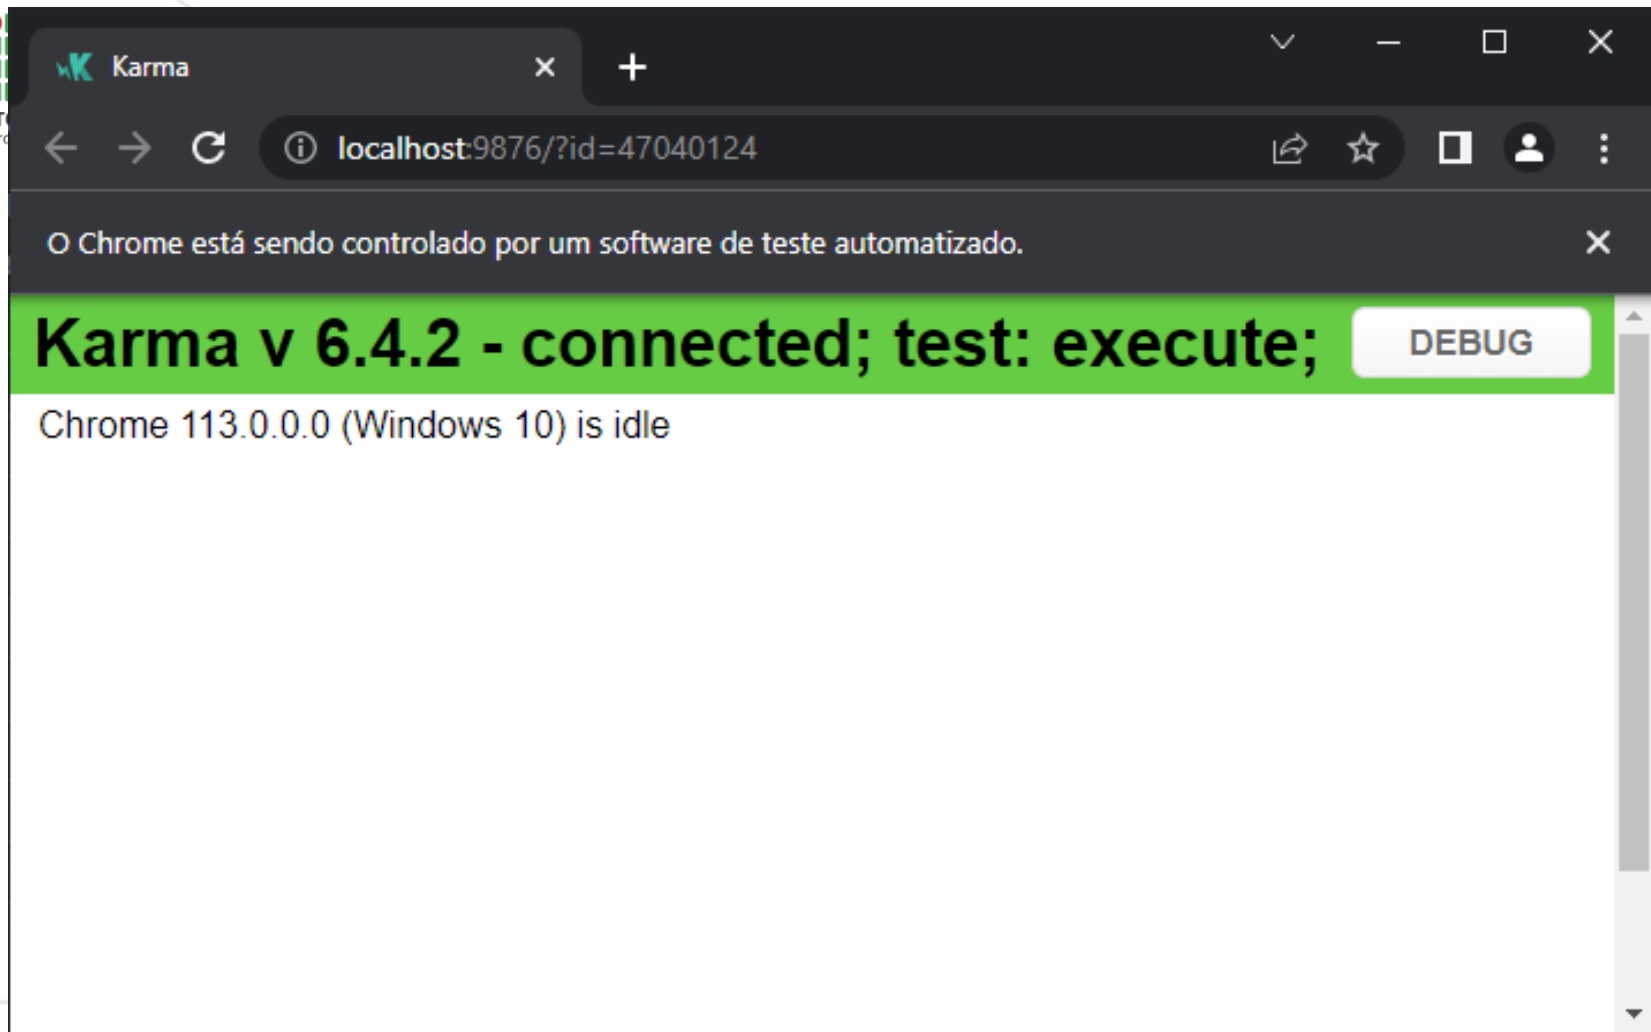 Karma
localhost:9876/?id=47040124
O Chrome está sendo controlado por um software de teste automatizado.
Karma v 6.4.2 - connected; test: execute;
DEBUG
Chrome 113.0.0.0 (Windows 10) is idle